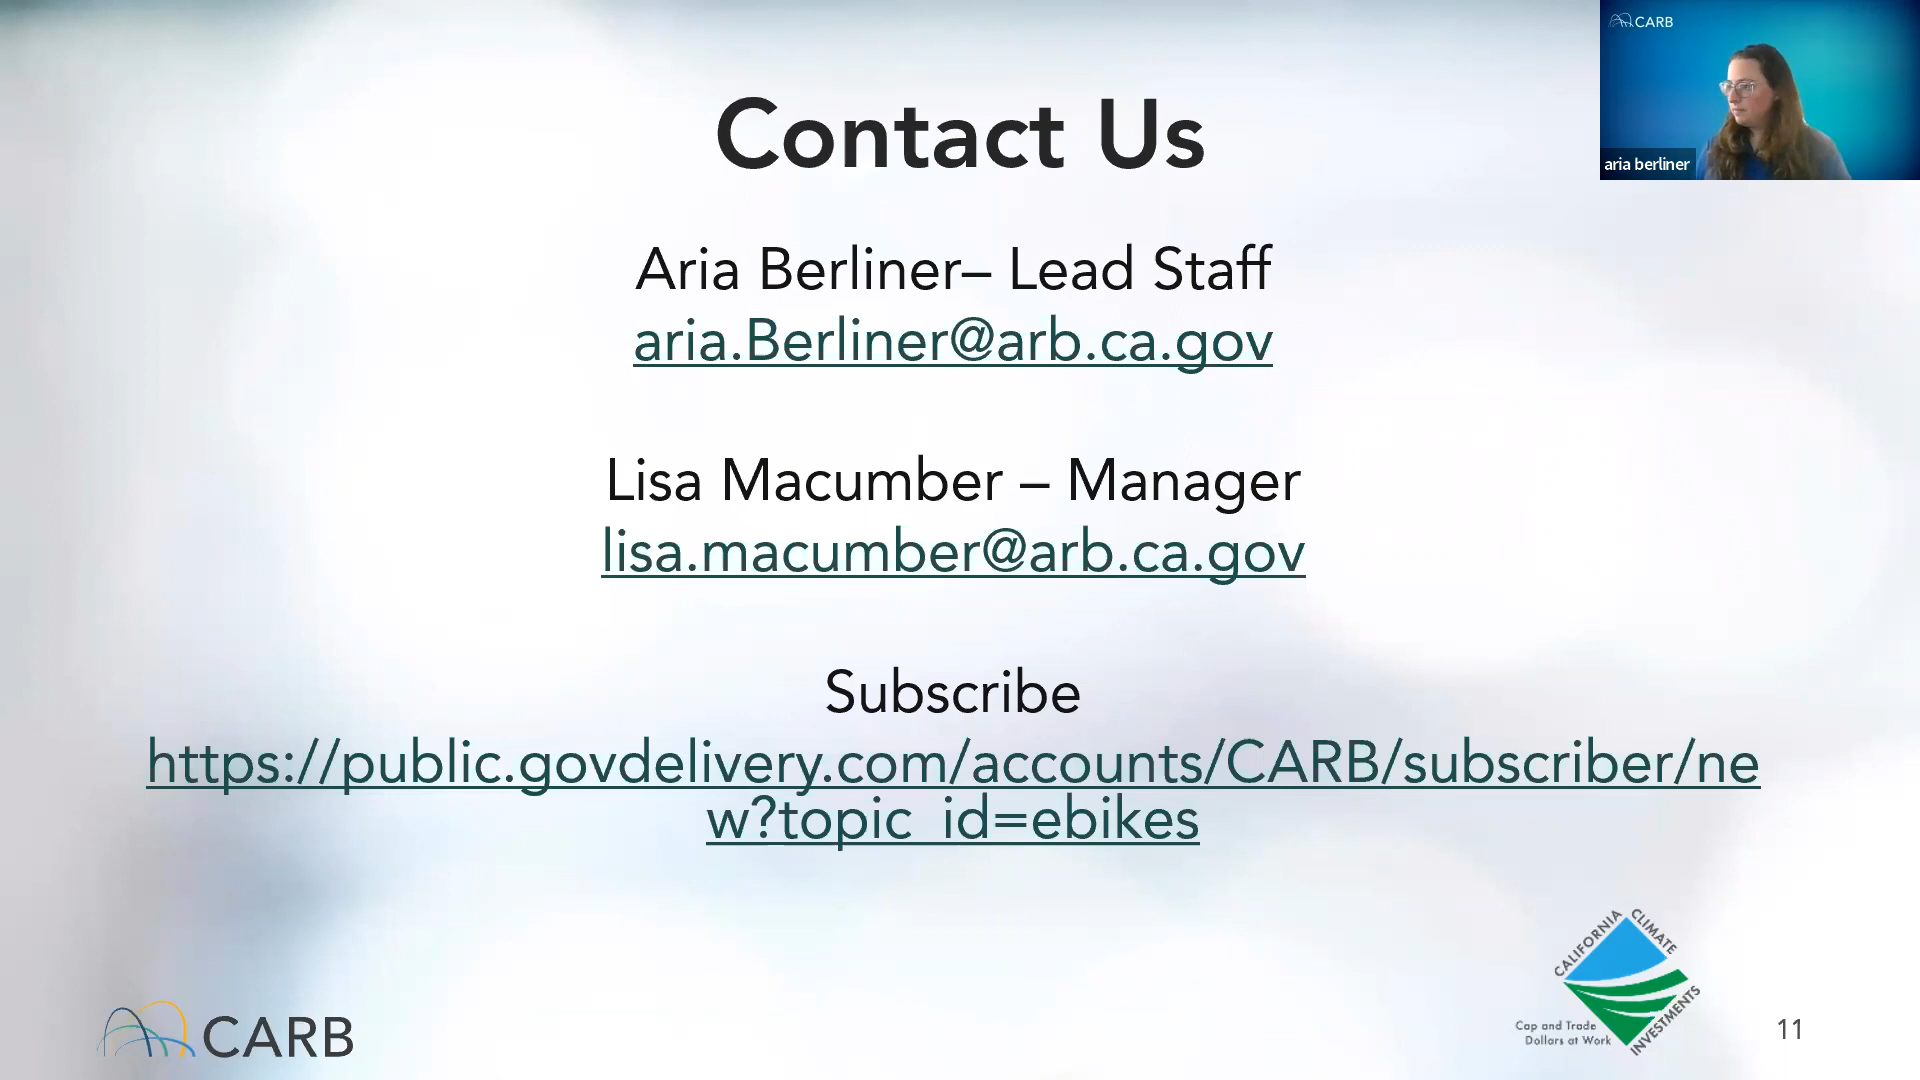 CARB
aria berliner
Contact Us
Aria Berliner– Lead Staff
aria.Berliner@arb.ca.gov
Lisa Macumber – Manager
lisa.macumber@arb.ca.gov
Subscribe
https://public.govdelivery.com/accounts/CARB/subscriber/ne
w?topic_id=ebikes
CALIFORNIA CLIMATE
INVESTMENTS
Cap and Trade
Dollars at Work
CARB
11